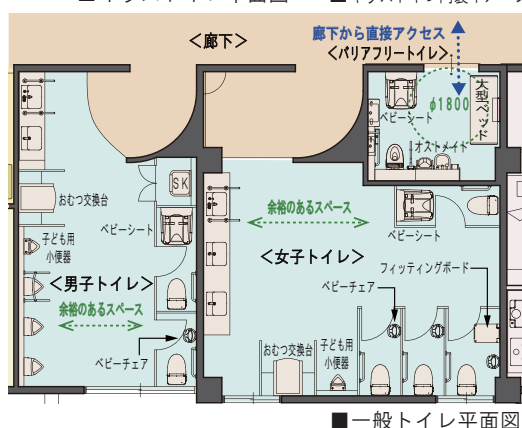 <廊下>
廊下から直接アクセス
<バリアフリートイレ>
φ1800
大型ベッド
ベビーシート
オストメイト
SK
おむつ交換台
ベビーシート
子ども用
小便器
<男子トイレ>
余裕のあるスペース
ベビーチェア
余裕のあるスペース
<女子トイレ>
ベビーシート
フィッティングボード
ベビーチェア
おむつ交換台
子ども用
小便器
■一般トイレ平面図